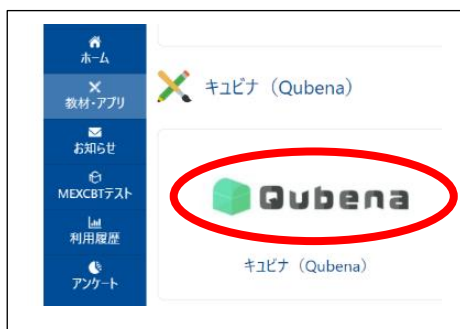 ホーム
教材・アプリ
お知らせ
MEXCBTテスト
利用履歴
アンケート
キュビナ（Qubena）
Qubena
キュビナ（Qubena）